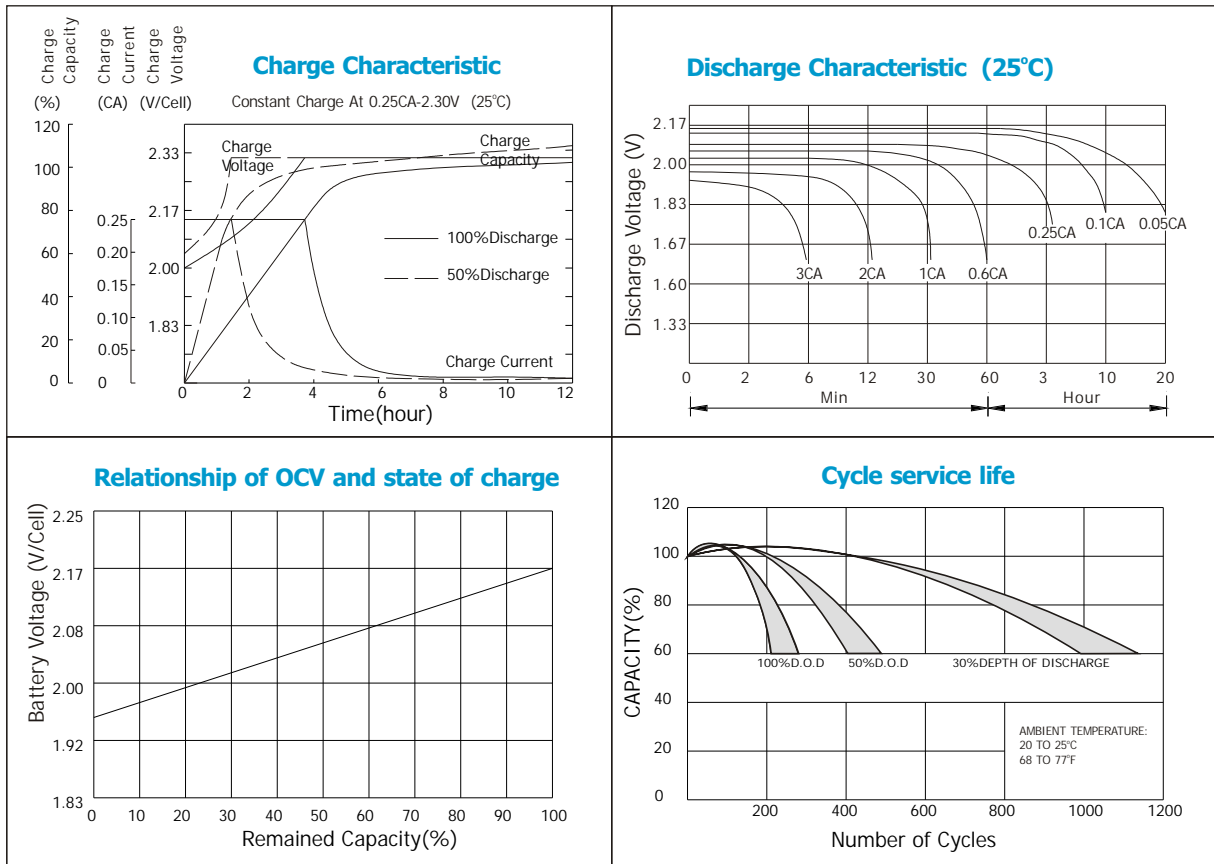 Charge Capacity
Charge Current
Charge Voltage
(%) (CA) (V/Cell)
Charge Characteristic
Constant Charge At 0.25CA-2.30V (25°C)
120
100
80
60
40
20
0
0.25
0.20
0.15
0.10
0.05
0
2.33
2.17
2.00
1.83
Charge
Voltage
Charge
Capacity
100%Discharge
50%Discharge
Charge Current
0 2 4 6 8 10 12
Time(hour)
Discharge Characteristic (25°C)
Discharge Voltage (V)
2.17
2.00
1.83
1.67
1.60
1.33
3CA 2CA 1CA 0.6CA 0.25CA 0.1CA 0.05CA
0 2 6 12 30 60 3 10 20
Min Hour
Relationship of OCV and state of charge
Battery Voltage (V/Cell)
2.25
2.17
2.08
2.00
1.92
1.83
0 10 20 30 40 50 60 70 80 90 100
Remained Capacity(%)
Cycle service life
CAPACITY(%)
120
100
80
60
40
20
0
100%D.O.D 50%D.O.D 30%DEPTH OF DISCHARGE
AMBIENT TEMPERATURE:
20 TO 25°C
68 TO 77°F
200 400 600 800 1000 1200
Number of Cycles